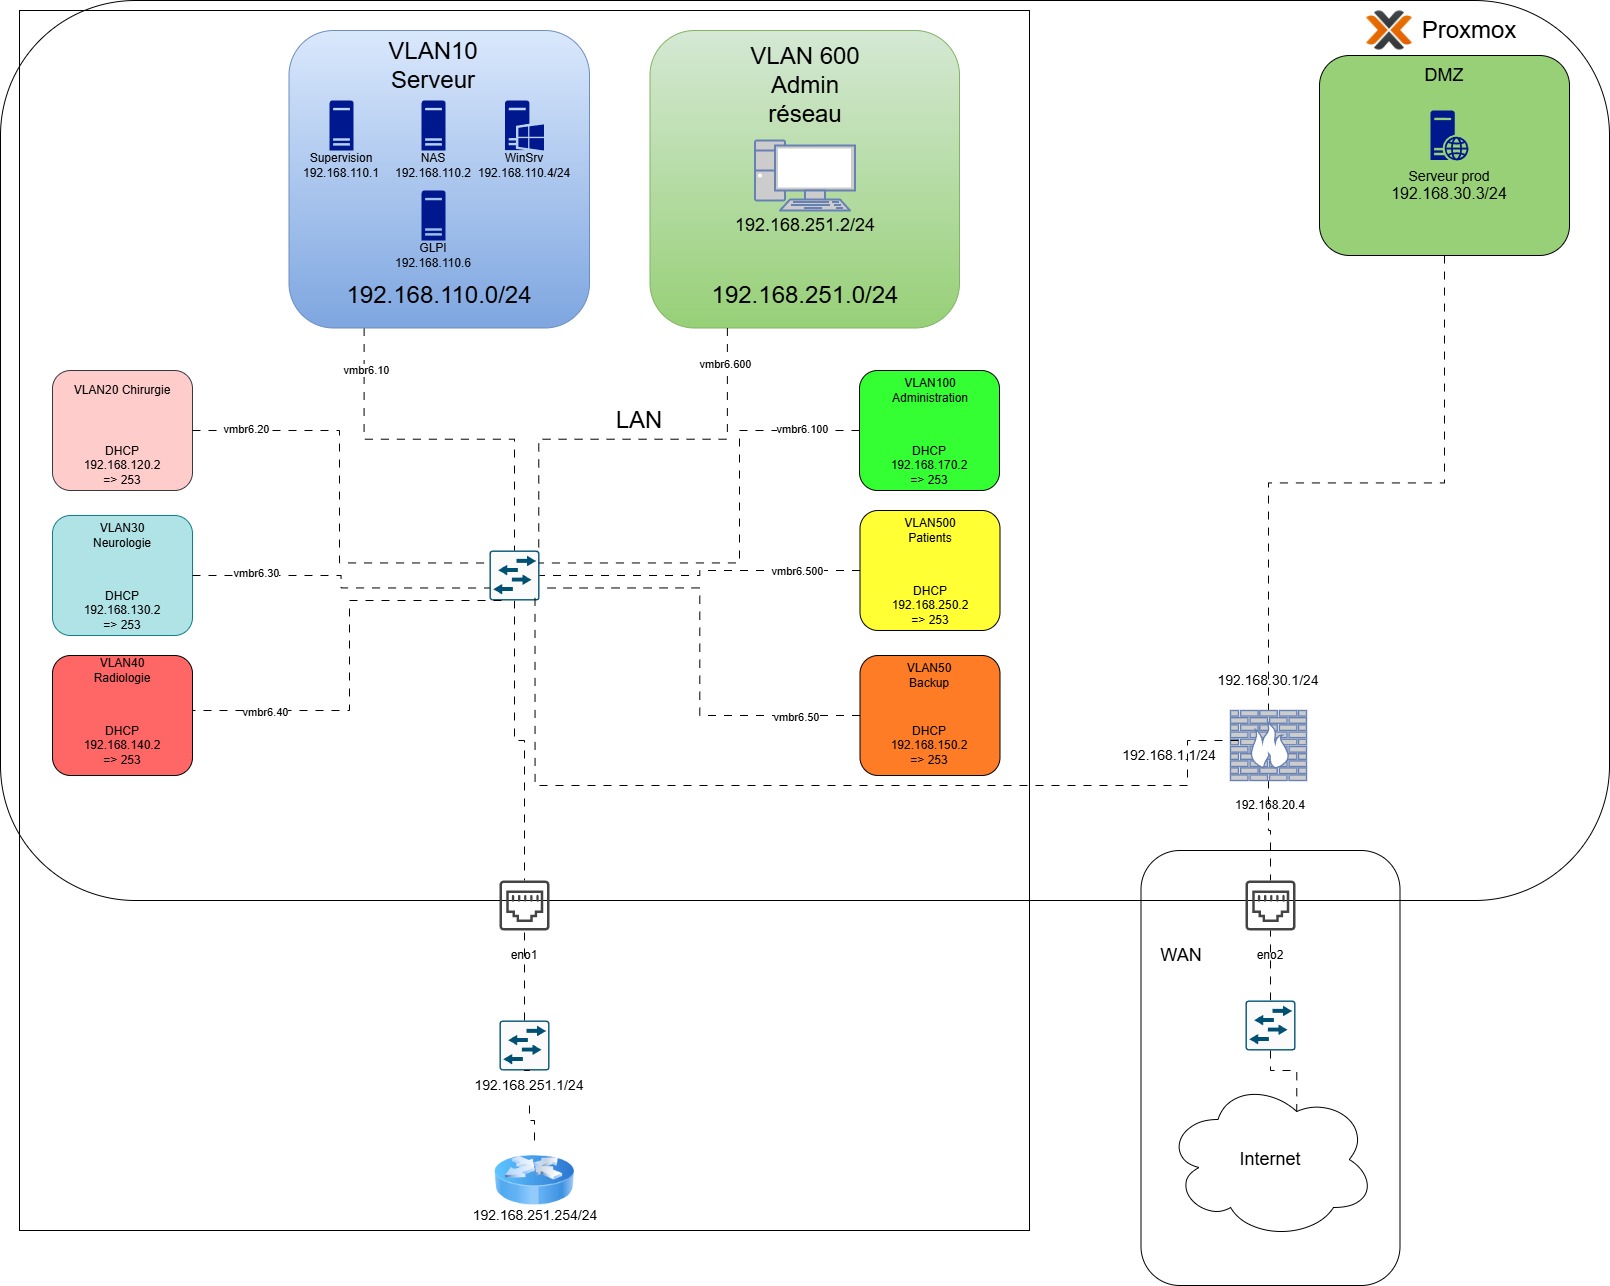 Proxmox
VLAN10
Serveur
Supervision
192.168.110.1
NAS
192.168.110.2
WinSrv
192.168.110.4/24
GLPI
192.168.110.6
192.168.110.0/24
VLAN 600
Admin
réseau
192.168.251.2/24
192.168.251.0/24
DMZ
Serveur prod
192.168.30.3/24
vmbr6.10
vmbr6.600
LAN
VLAN20 Chirurgie
DHCP
192.168.120.2
=> 253
vmbr6.20
VLAN100
Administration
DHCP
192.168.170.2
=> 253
vmbr6.100
VLAN30
Neurologie
DHCP
192.168.130.2
=> 253
vmbr6.30
VLAN500
Patients
DHCP
192.168.250.2
=> 253
vmbr6.500
VLAN40
Radiologie
DHCP
192.168.140.2
=> 253
vmbr6.40
VLAN50
Backup
DHCP
192.168.150.2
=> 253
vmbr6.50
192.168.30.1/24
192.168.1.1/24
192.168.20.4
eno1
192.168.251.1/24
192.168.251.254/24
WAN
eno2
Internet